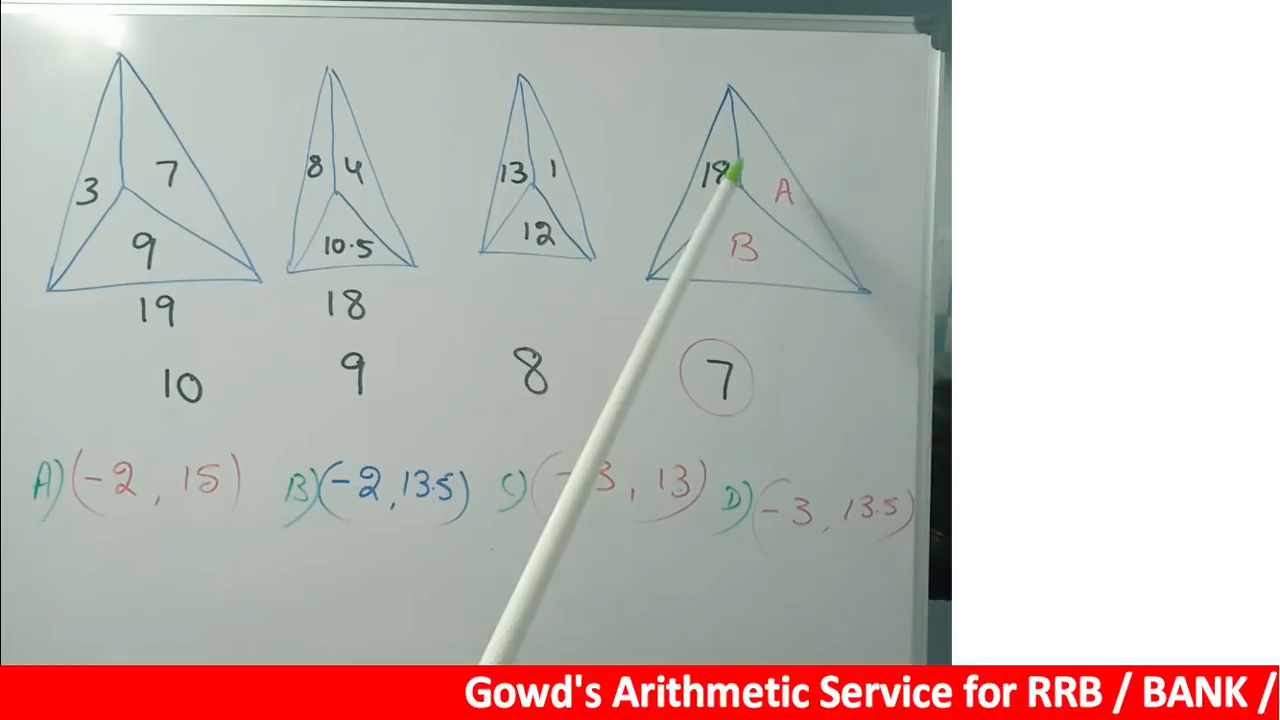 3 7 8 4 13 1 18 A
9 10.5 12 B
19 18
10 9 8 7
A) (-2, 15) B) (-2, 13.5) C) (-3, 13) D) (-3, 13.5)
Gowd's Arithmetic Service for RRB / BANK /